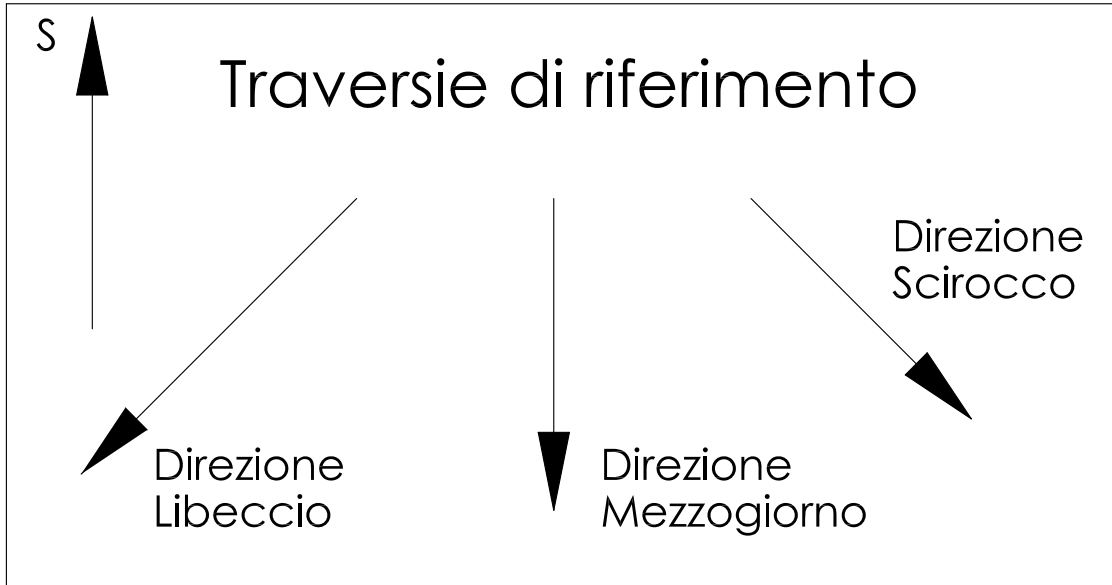 S
Traversie di riferimento
Direzione
Scirocco
Direzione
Libeccio
Direzione
Mezzogiorno